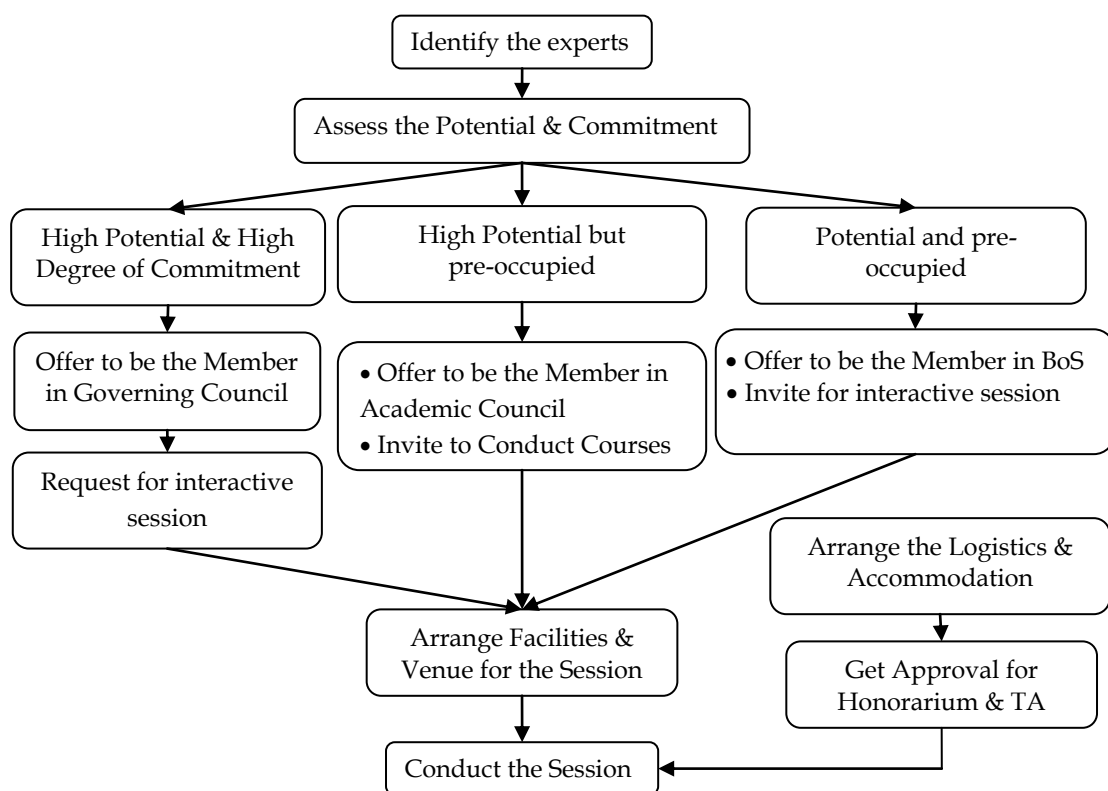 Identify the experts
Assess the Potential & Commitment
High Potential & High
Degree of Commitment
High Potential but
pre-occupied
Potential and pre-
occupied
Offer to be the Member
in Governing Council
• Offer to be the Member in
Academic Council
• Invite to Conduct Courses
• Offer to be the Member in BoS
• Invite for interactive session
Request for interactive
session
Arrange the Logistics &
Accommodation
Arrange Facilities &
Venue for the Session
Get Approval for
Honorarium & TA
Conduct the Session